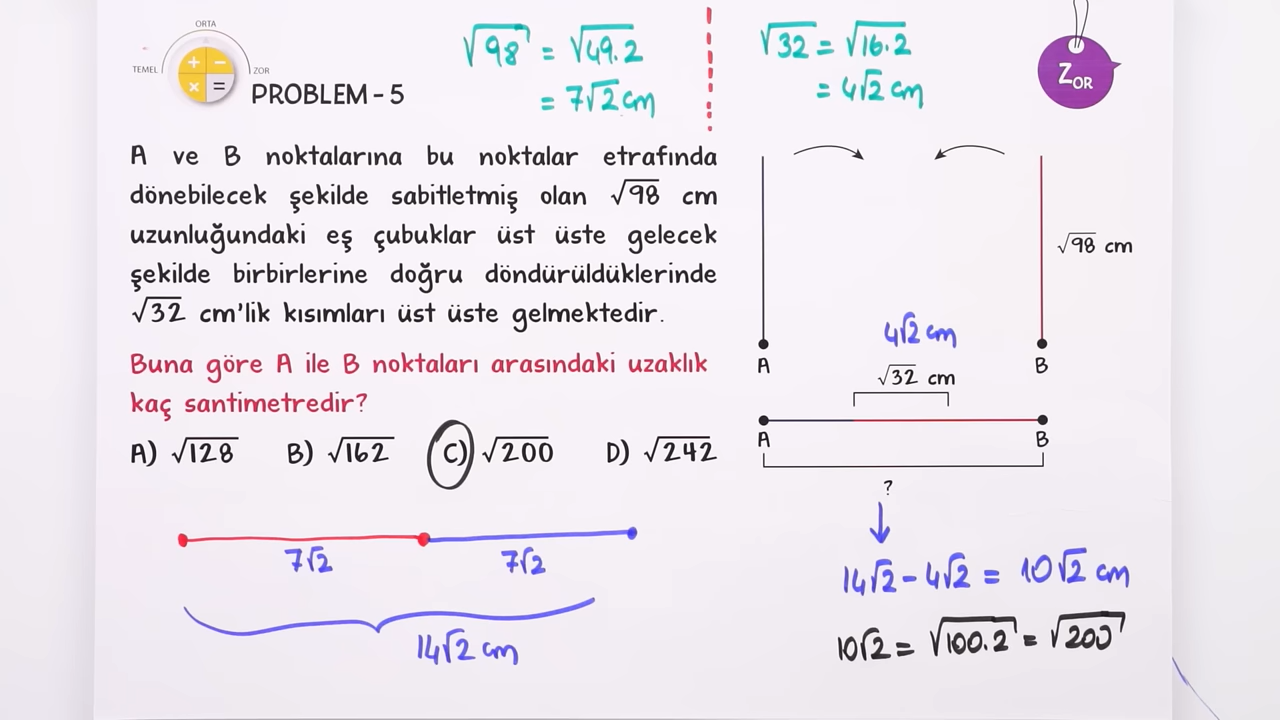 ORTA
TEMEL
ZOR
+ −
× =
PROBLEM - 5
√98 = √49.2
= 7√2 cm
√32 = √16.2
= 4√2 cm
ZOR
A ve B noktalarına bu noktalar etrafında
dönebilecek şekilde sabitletmiş olan √98 cm
uzunluğundaki eş çubuklar üst üste gelecek
şekilde birbirlerine doğru döndürüldüklerinde
√32 cm'lik kısımları üst üste gelmektedir.
Buna göre A ile B noktaları arasındaki uzaklık
kaç santimetredir?
A) √128 B) √162 C) √200 D) √242
√98 cm
A B
4√2 cm
√32 cm
A B
?
7√2 7√2
14√2 cm
14√2 - 4√2 = 10√2 cm
10√2 = √100.2 = √200